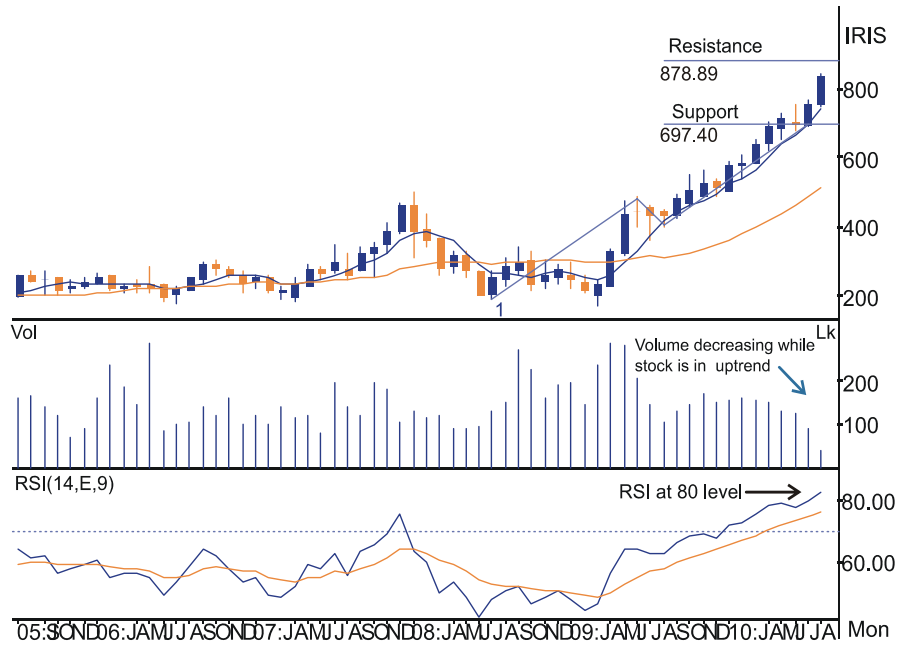 IRIS
Resistance
878.89
800
Support
697.40
600
400
200
1
Vol
Lk
Volume decreasing while
stock is in uptrend
200
100
RSI(14,E,9)
RSI at 80 level
80.00
60.00
05:SOND06:JAMJJASOND07:JAMJJASOND08:JAMJJASOND09:JAMJJASOND10:JAMJJA Mon